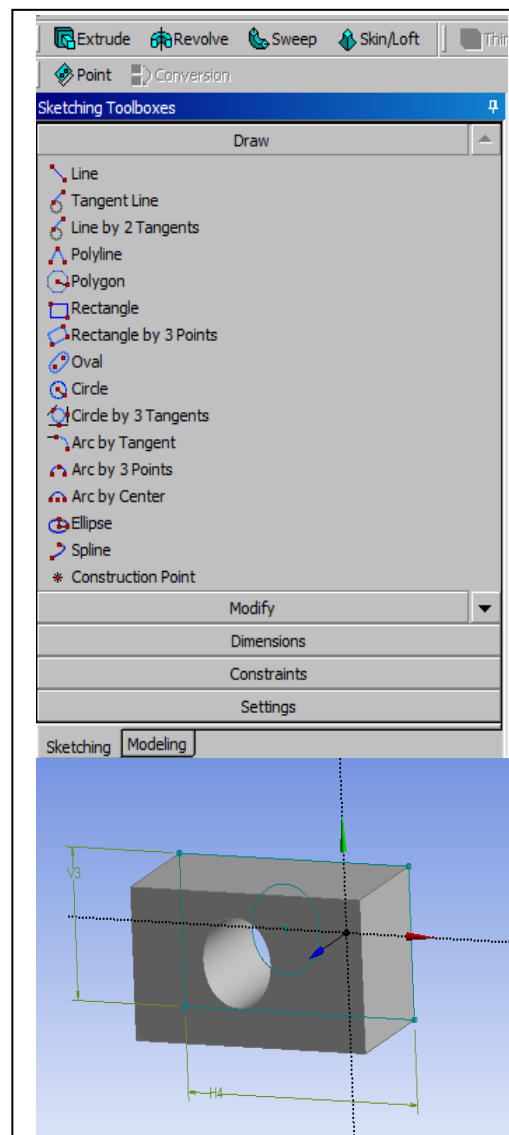 Extrude Revolve Sweep Skin/Loft Thin
Point Conversion
Sketching Toolboxes
Draw
Line
Tangent Line
Line by 2 Tangents
Polyline
Polygon
Rectangle
Rectangle by 3 Points
Oval
Circle
Circle by 3 Tangents
Arc by Tangent
Arc by 3 Points
Arc by Center
Ellipse
Spline
Construction Point
Modify
Dimensions
Constraints
Settings
Sketching Modeling
V3
H4